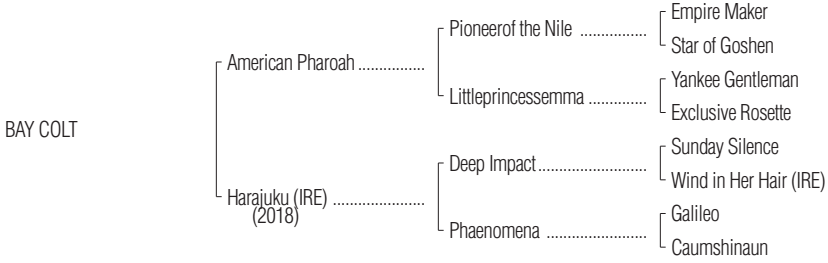 Empire Maker
Pioneerof the Nile ................
Star of Goshen
American Pharoah ................
Yankee Gentleman
Littleprincessemma ..............
Exclusive Rosette
BAY COLT
Sunday Silence
Deep Impact..........................
Wind in Her Hair (IRE)
Harajuku (IRE) ......................
(2018)
Galileo
Phaenomena ........................
Caumshinaun